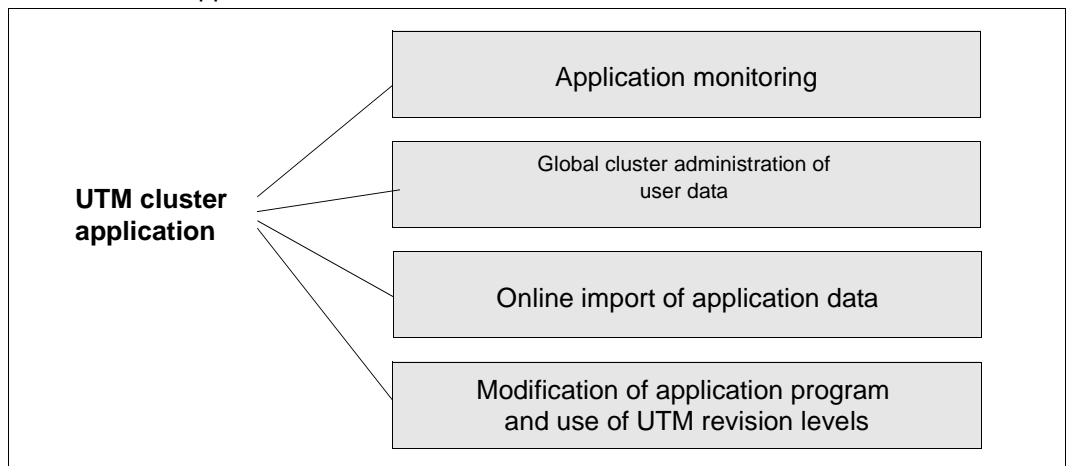 Application monitoring
Global cluster administration of
user data
UTM cluster
application
Online import of application data
Modification of application program
and use of UTM revision levels